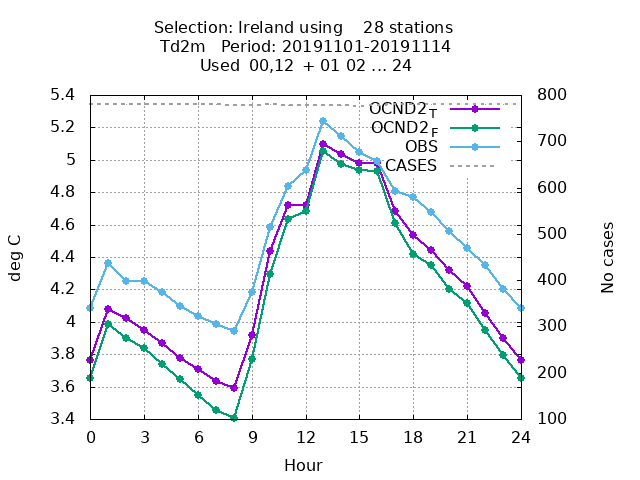 Selection: Ireland using    28 stations
Td2m   Period: 20191101-20191114
Used  00,12  + 01 02 ... 24
5.4
5.2
5
4.8
4.6
4.4
4.2
4
3.8
3.6
3.4
deg C
OCND2T
OCND2F
OBS
CASES
800
700
600
500
400
300
200
100
No cases
0 3 6 9 12 15 18 21 24
Hour